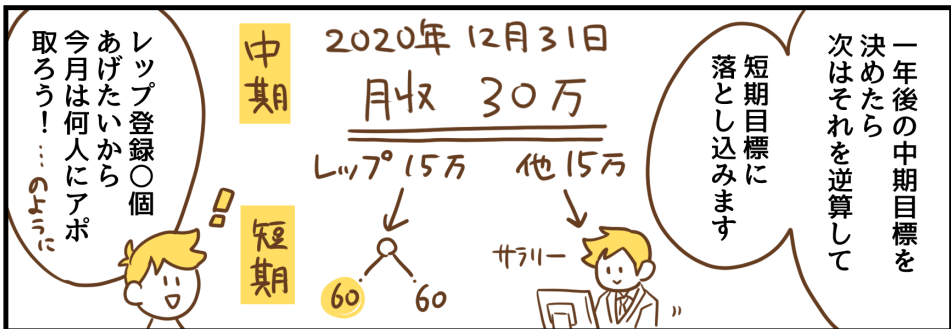 一年後の中期目標を
決めたら
次はそれを逆算して
短期目標に
落とし込みます
中期
2020年 12月31日
月収 30万
レップ 15万
他 15万
短期
60
60
サラリー
レップ登録〇個
あげたいから
今月は何人にアポ
取ろう!
…のように
!!